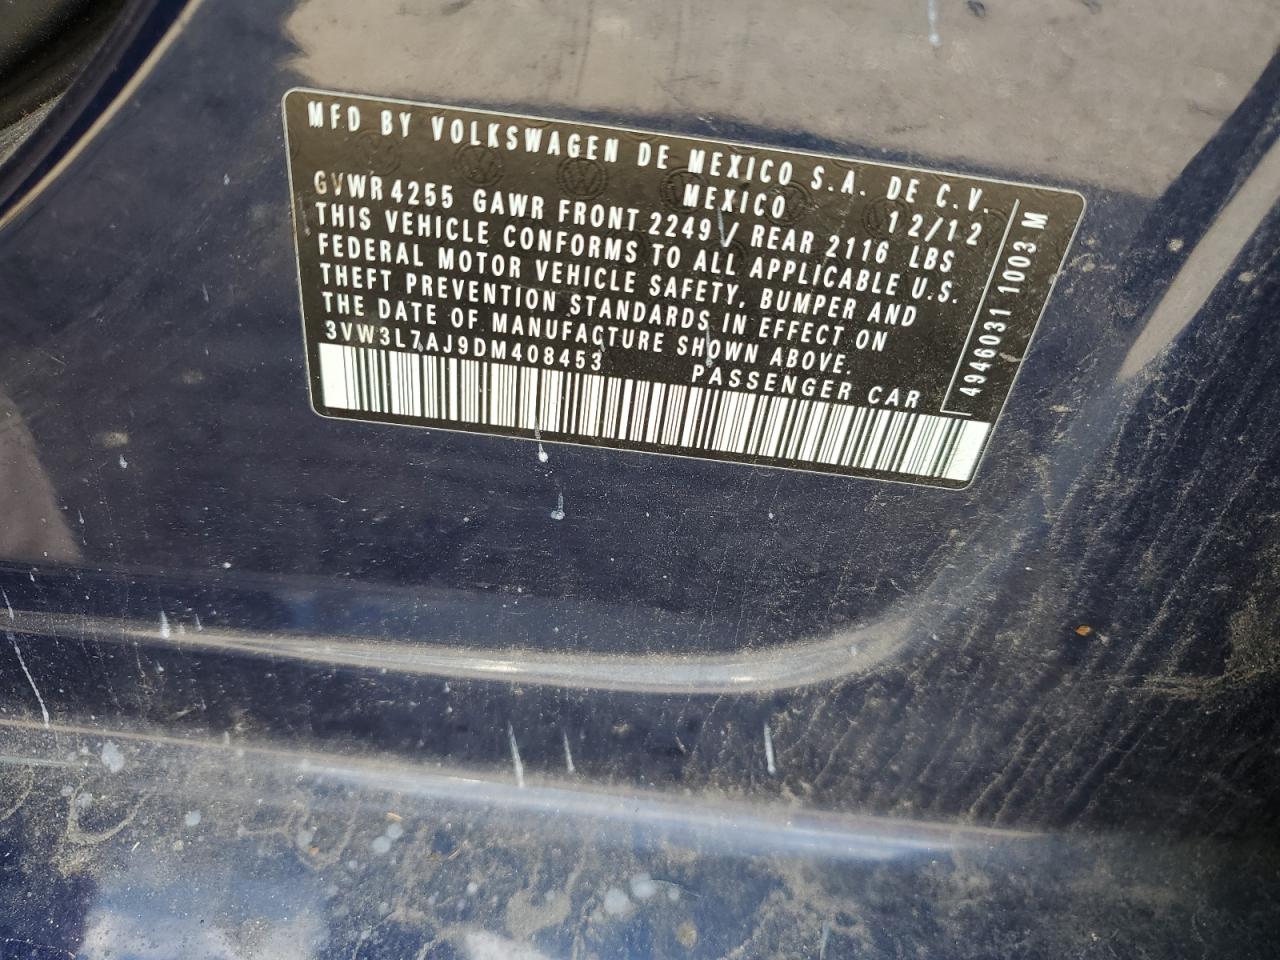 MFD BY VOLKSWAGEN DE MEXICO S.A. DE C.V.
MEXICO 12/12
GVWR 4255 GAWR FRONT 2249 / REAR 2116 LBS
THIS VEHICLE CONFORMS TO ALL APPLICABLE U.S.
FEDERAL MOTOR VEHICLE SAFETY, BUMPER AND
THEFT PREVENTION STANDARDS IN EFFECT ON
THE DATE OF MANUFACTURE SHOWN ABOVE.
3VW3L7AJ9DM408453 PASSENGER CAR
4946031 1003 M